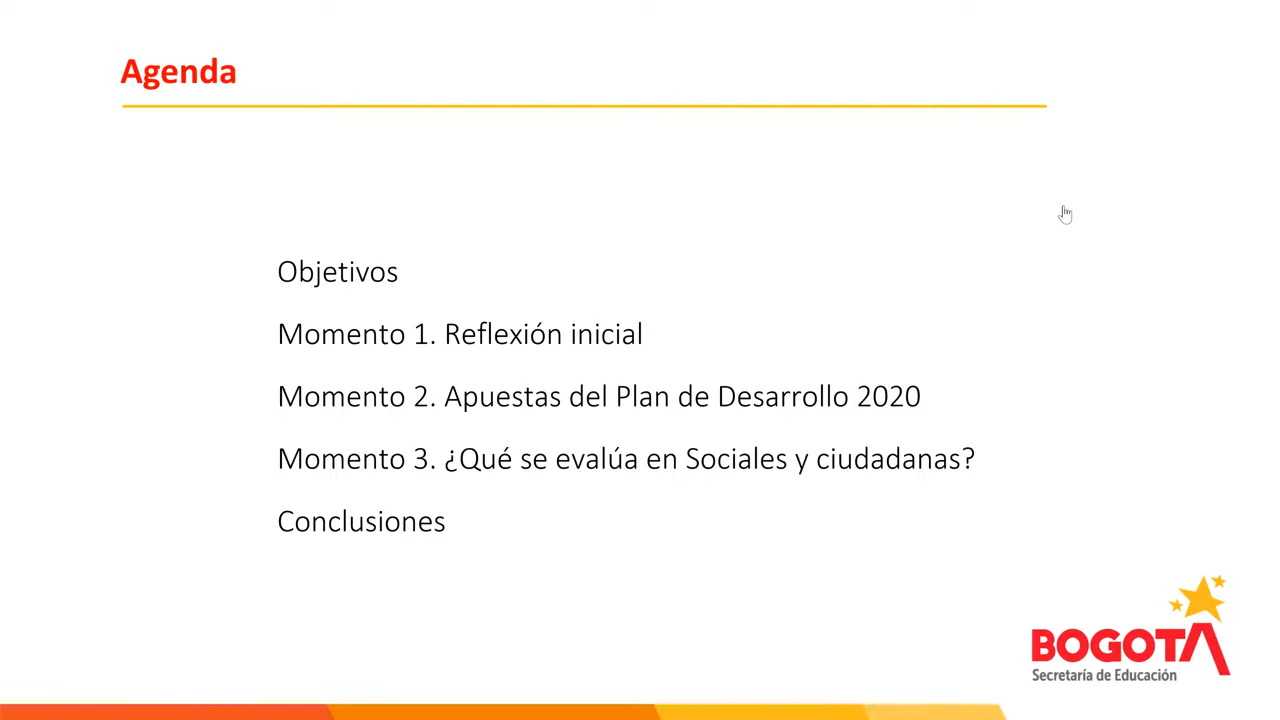 Agenda
Objetivos
Momento 1. Reflexión inicial
Momento 2. Apuestas del Plan de Desarrollo 2020
Momento 3. ¿Qué se evalúa en Sociales y ciudadanas?
Conclusiones
BOGOTA
Secretaría de Educación